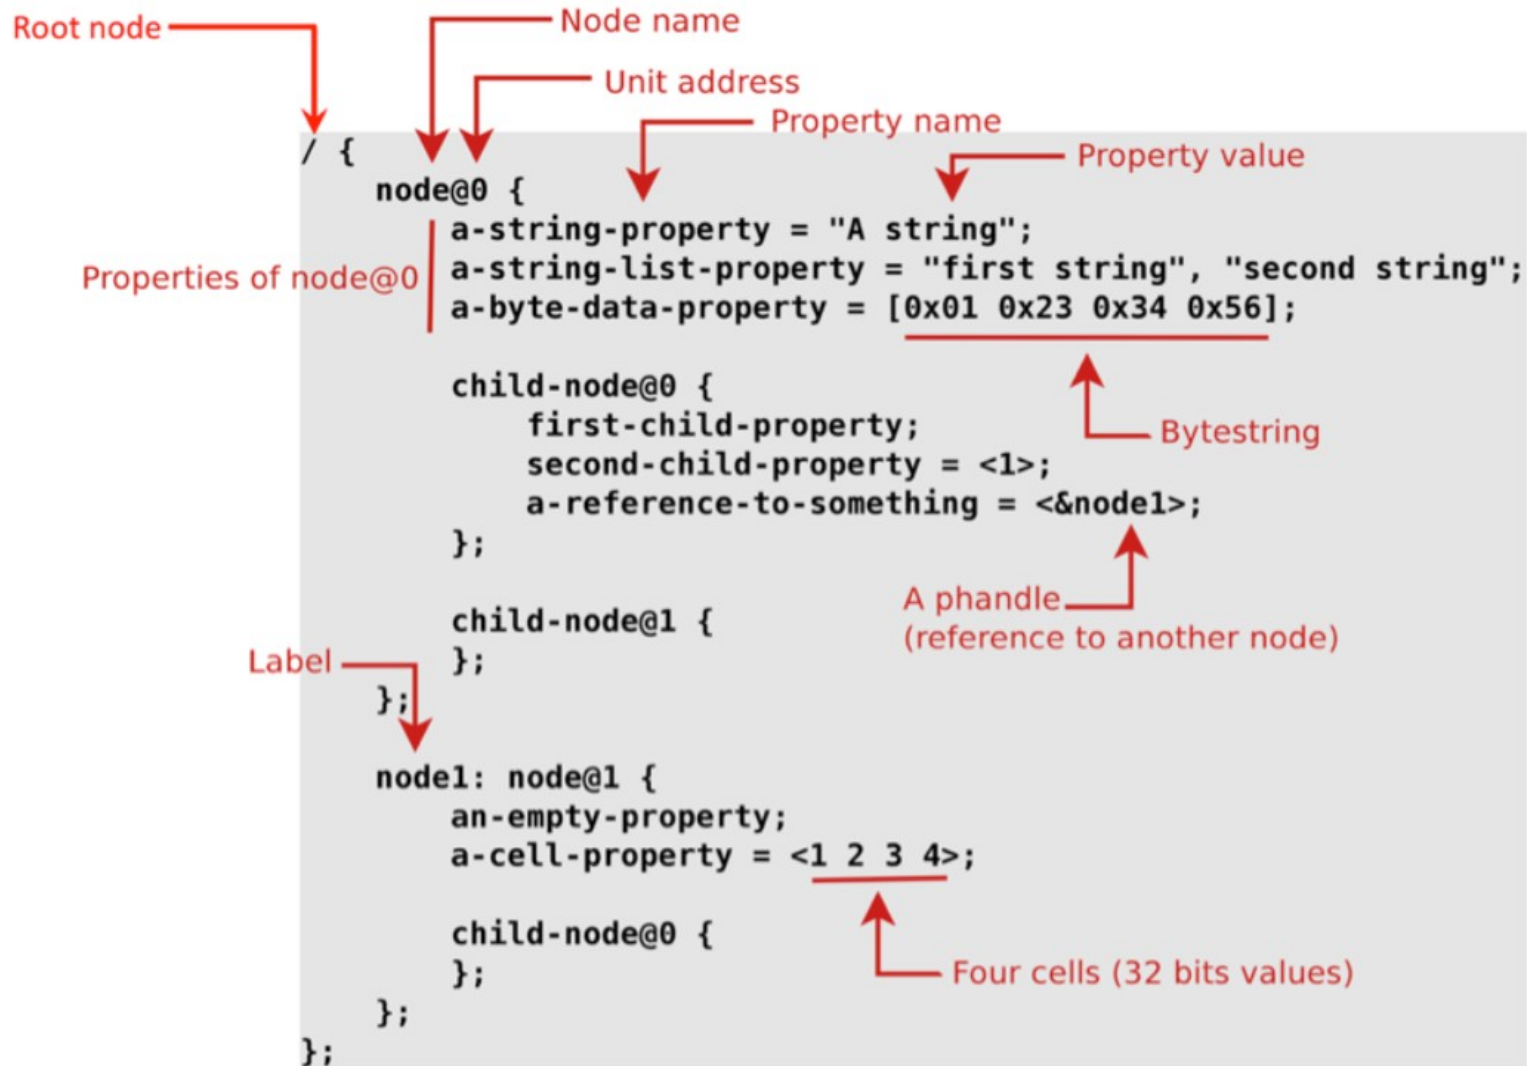 Root node
Node name
Unit address
Property name
Property value
/ {
node@0 {
a-string-property = "A string";
a-string-list-property = "first string", "second string";
Properties of node@0
a-byte-data-property = [0x01 0x23 0x34 0x56];
child-node@0 {
first-child-property;
Bytestring
second-child-property = <1>;
a-reference-to-something = <&node1>;
};
A phandle
(reference to another node)
child-node@1 {
Label
};
};
node1: node@1 {
an-empty-property;
a-cell-property = <1 2 3 4>;
child-node@0 {
};
Four cells (32 bits values)
};
};